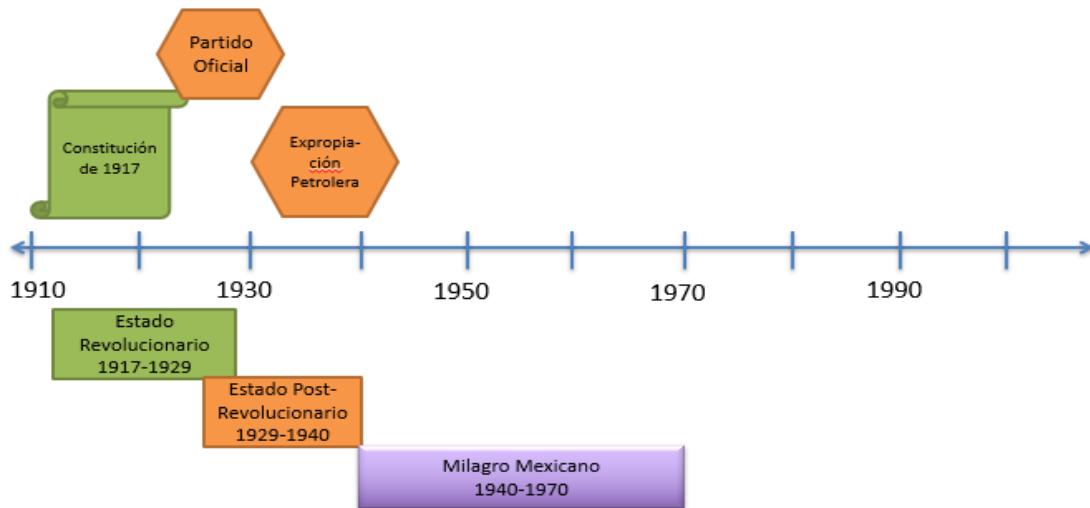 Partido
Oficial
Constitución
de 1917
Expropia-
ción
Petrolera
1910
1930
1950
1970
1990
Estado
Revolucionario
1917-1929
Estado Post-
Revolucionario
1929-1940
Milagro Mexicano
1940-1970